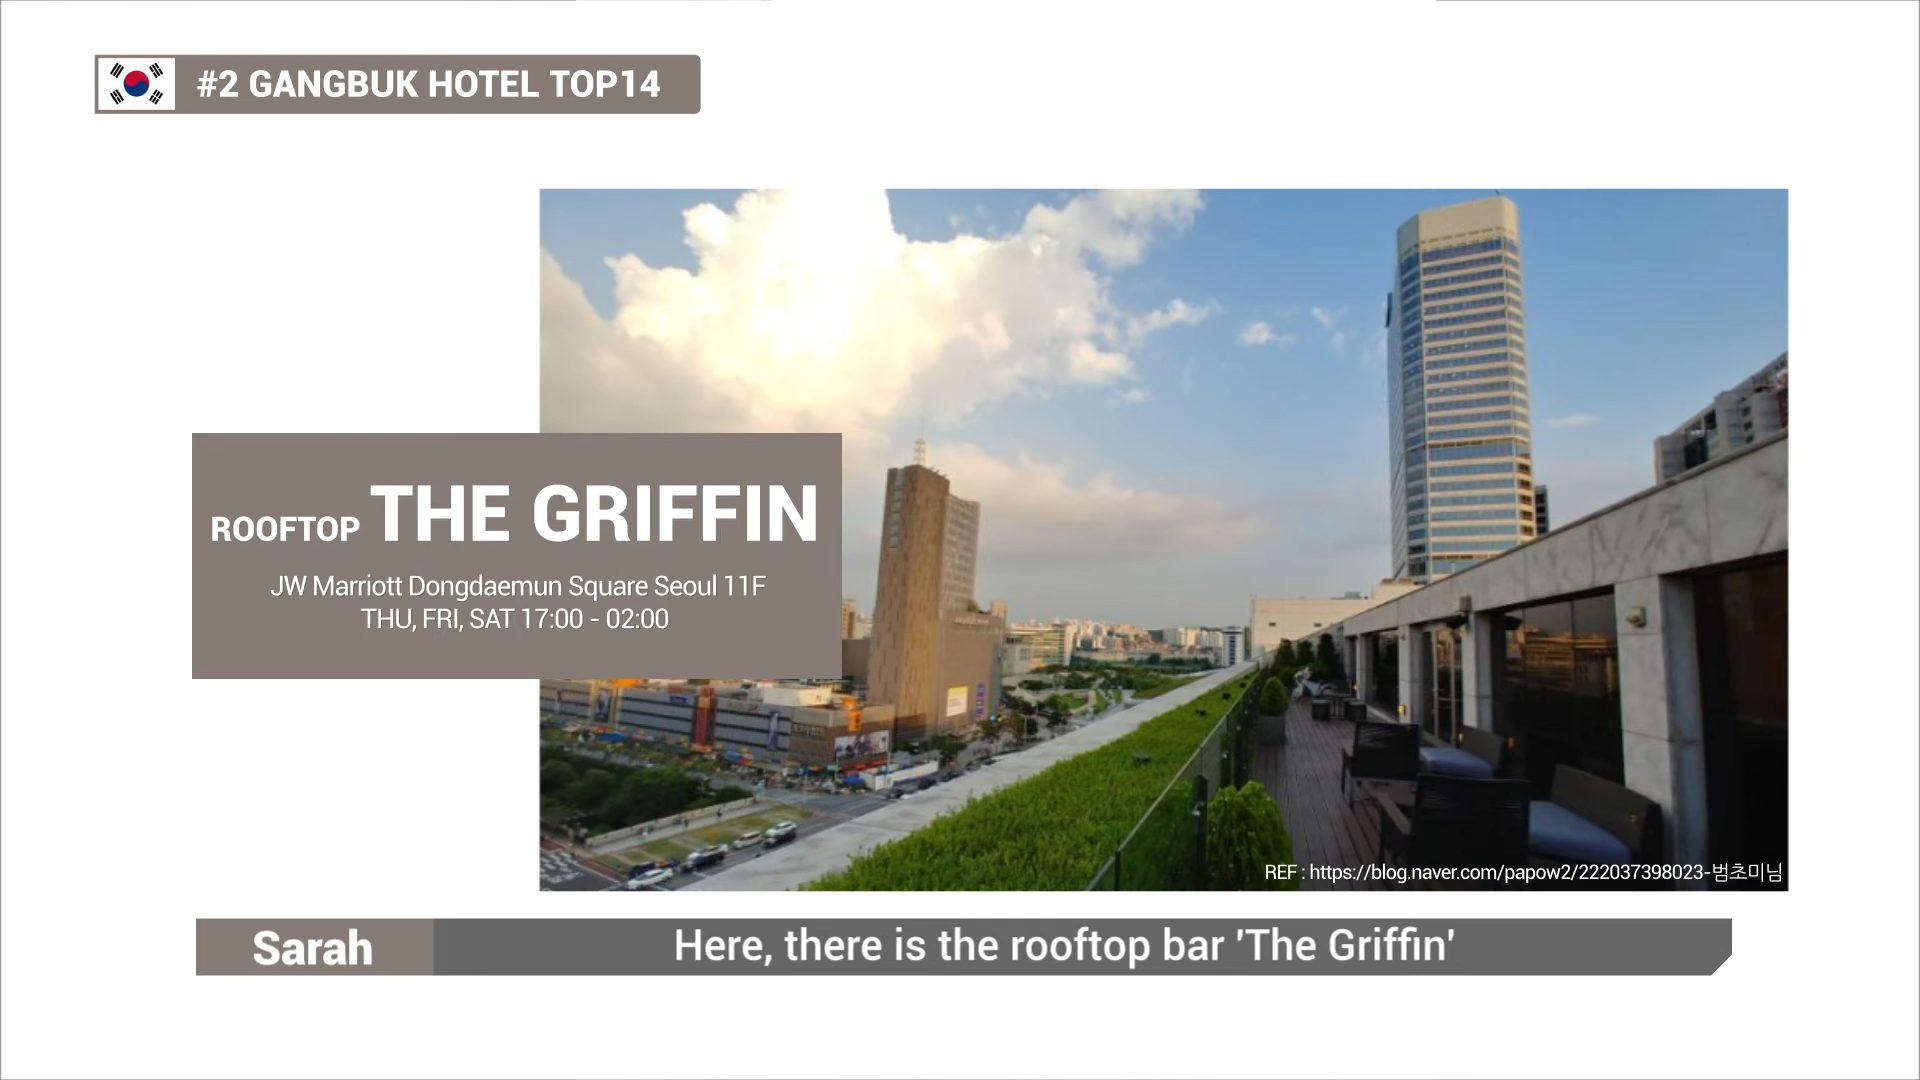 #2 GANGBUK HOTEL TOP14
ROOFTOP THE GRIFFIN
JW Marriott Dongdaemun Square Seoul 11F
THU, FRI, SAT 17:00 - 02:00
REF : https://blog.naver.com/papow2/222037398023-범초미님
Sarah
Here, there is the rooftop bar 'The Griffin'